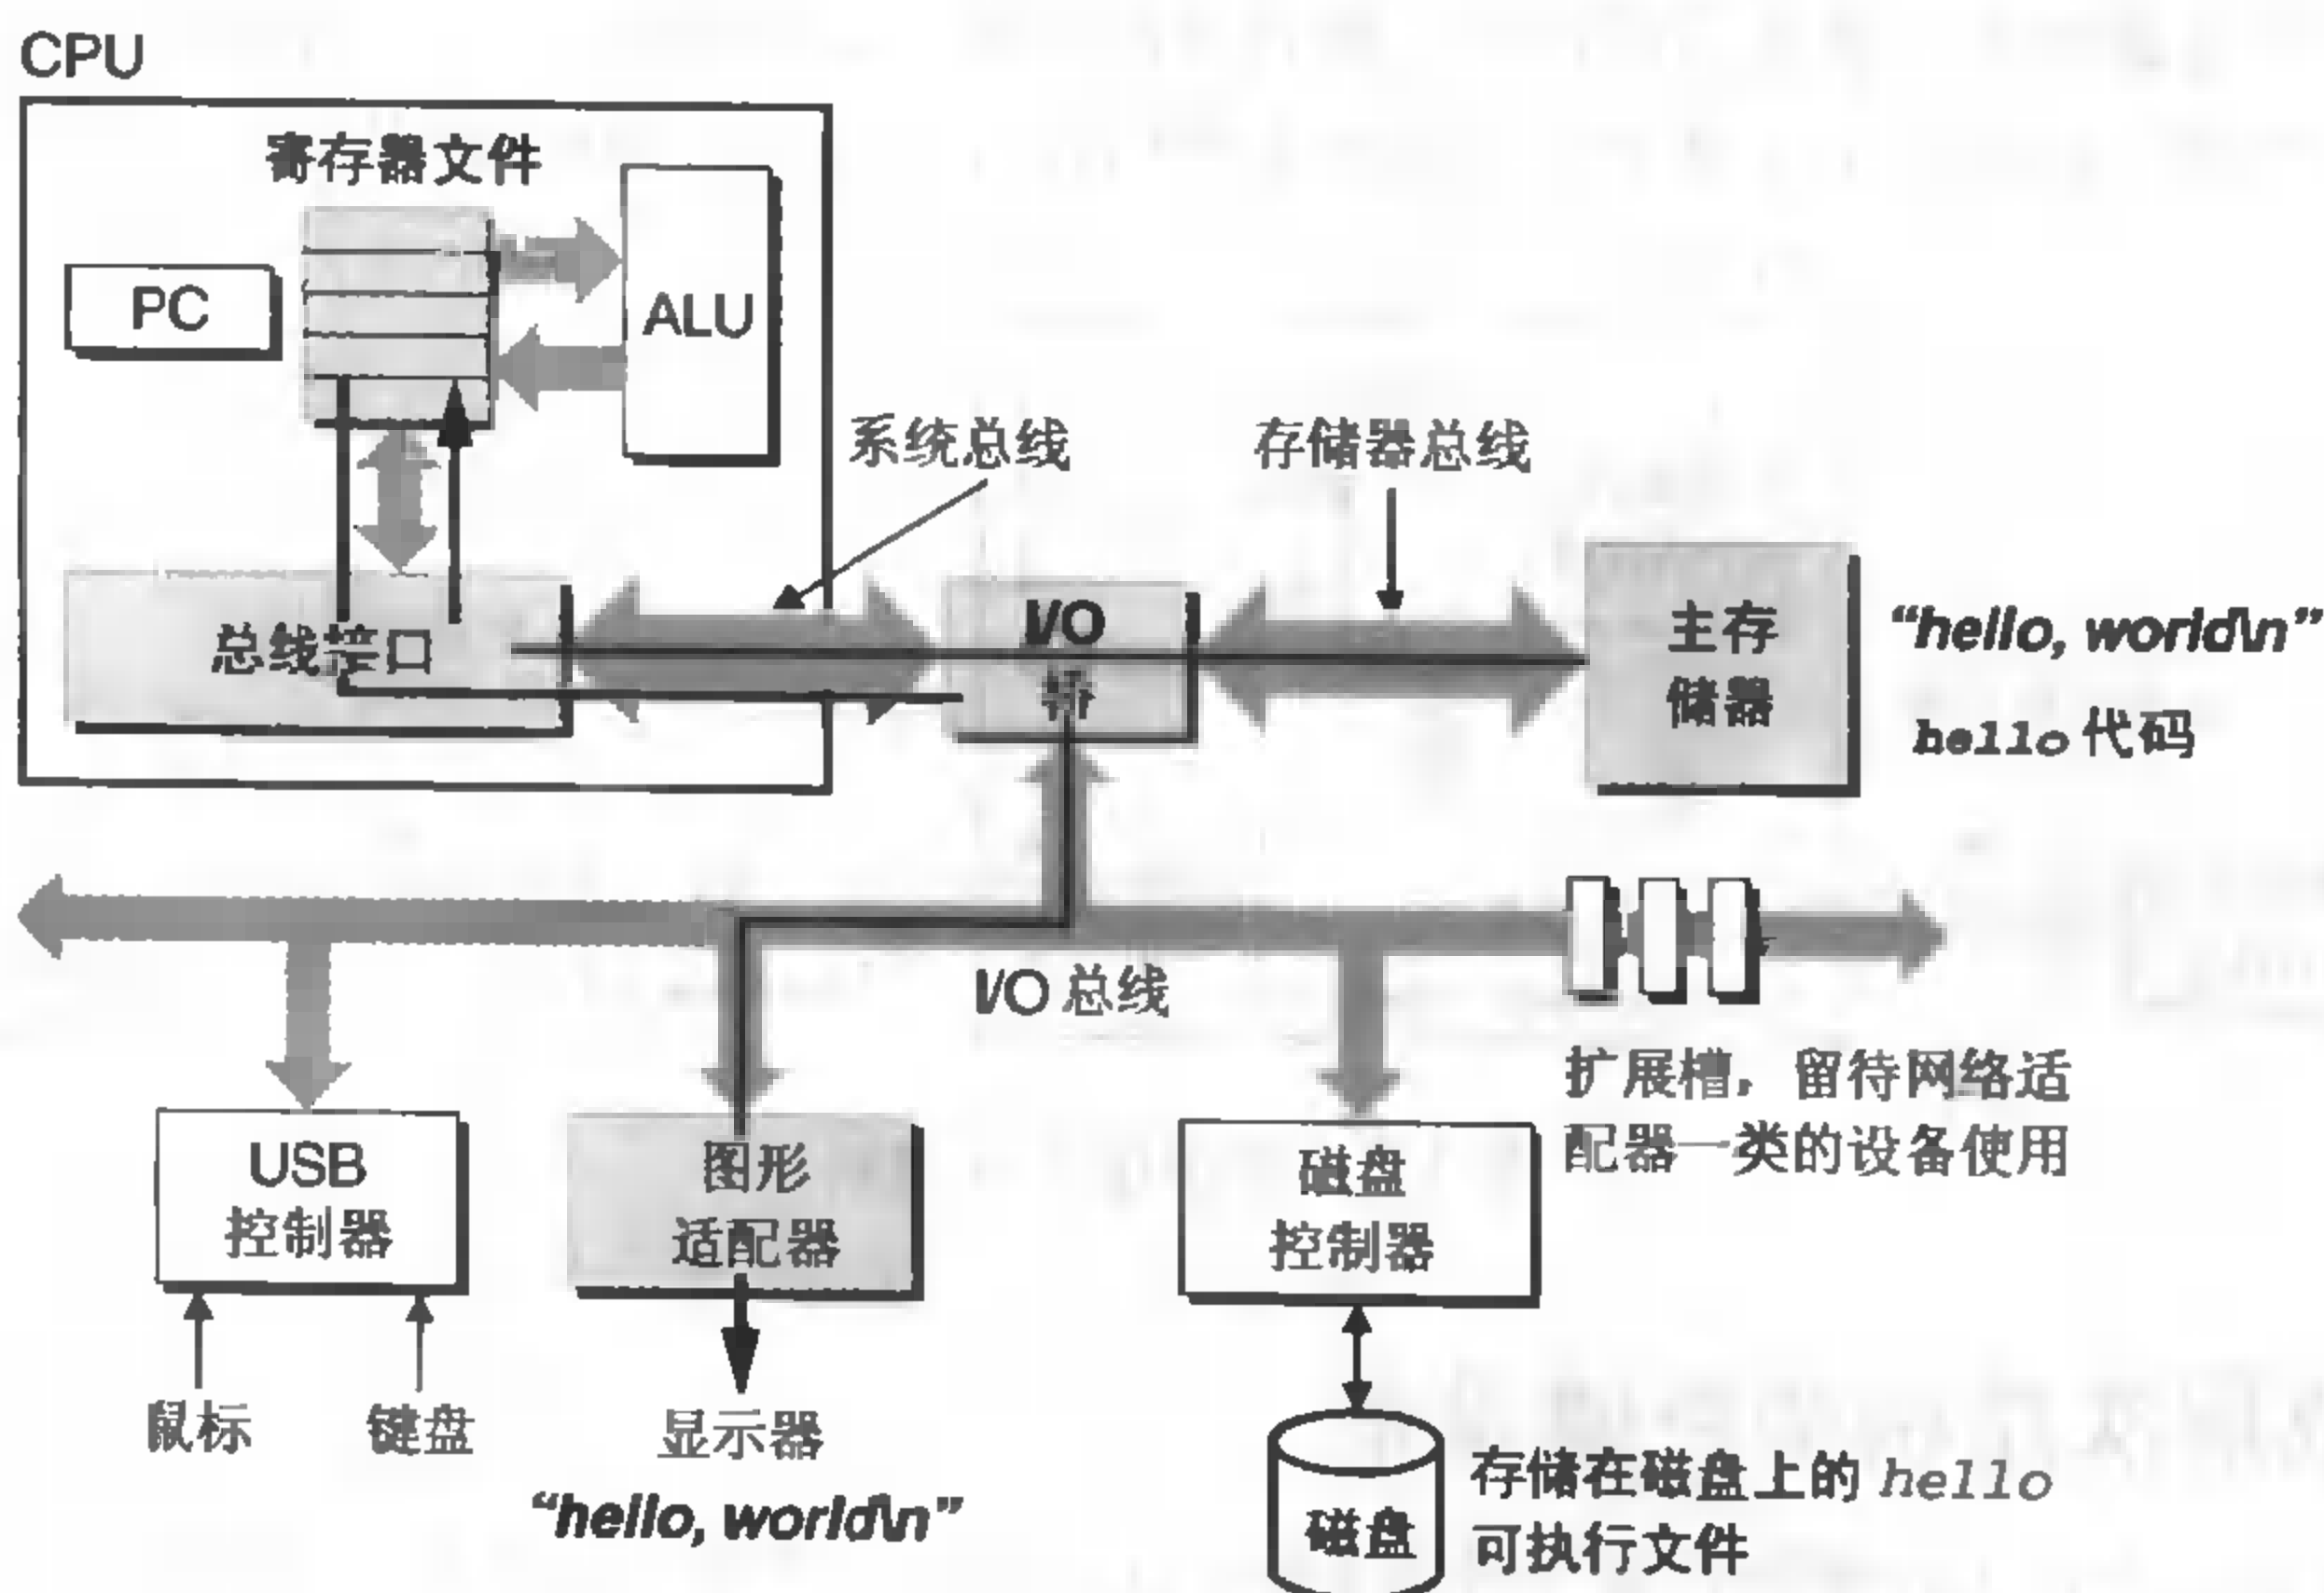 CPU
寄存器文件
PC
ALU
系统总线
存储器总线
总线接口
I/O
桥
主存
储器
“hello, world\n”
hello 代码
I/O 总线
扩展槽，留待网络适
配器一类的设备使用
USB
控制器
图形
适配器
磁盘
控制器
鼠标
键盘
显示器
“hello, world\n”
磁盘
存储在磁盘上的 hello
可执行文件